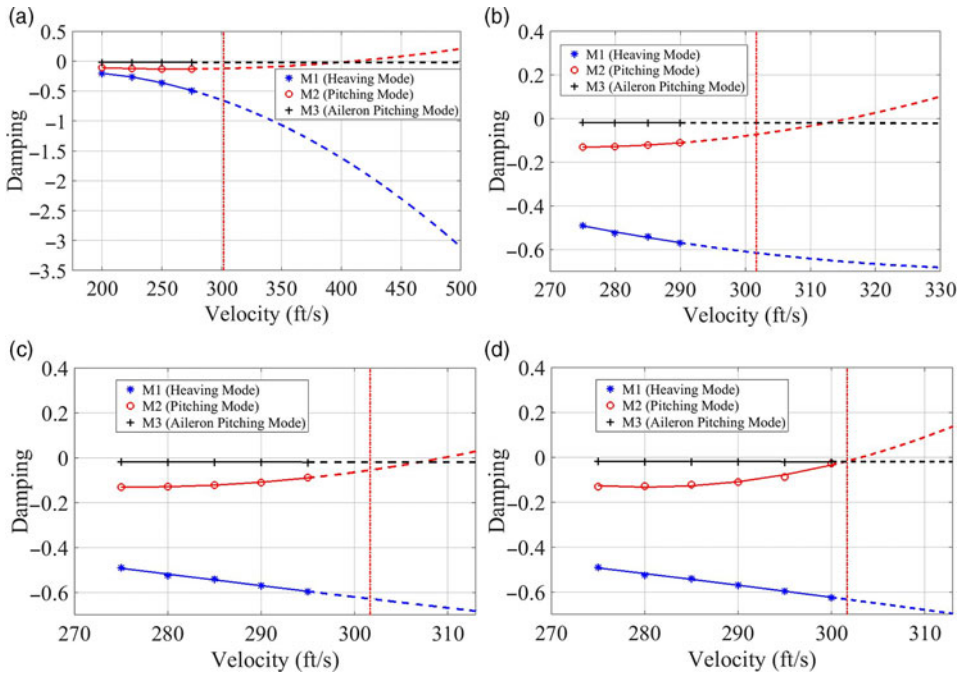 (a)
0.5
0
−0.5
−1
−1.5
−2
−2.5
−3
−3.5
Damping
M1 (Heaving Mode)
M2 (Pitching Mode)
M3 (Aileron Pitching Mode)
200 250 300 350 400 450 500
Velocity (ft/s)
(b)
0.4
0.2
0
−0.2
−0.4
−0.6
Damping
M1 (Heaving Mode)
M2 (Pitching Mode)
M3 (Aileron Pitching Mode)
270 280 290 300 310 320 330
Velocity (ft/s)
(c)
0.4
0.2
0
−0.2
−0.4
−0.6
Damping
M1 (Heaving Mode)
M2 (Pitching Mode)
M3 (Aileron Pitching Mode)
270 280 290 300 310
Velocity (ft/s)
(d)
0.4
0.2
0
−0.2
−0.4
−0.6
Damping
M1 (Heaving Mode)
M2 (Pitching Mode)
M3 (Aileron Pitching Mode)
270 280 290 300 310
Velocity (ft/s)